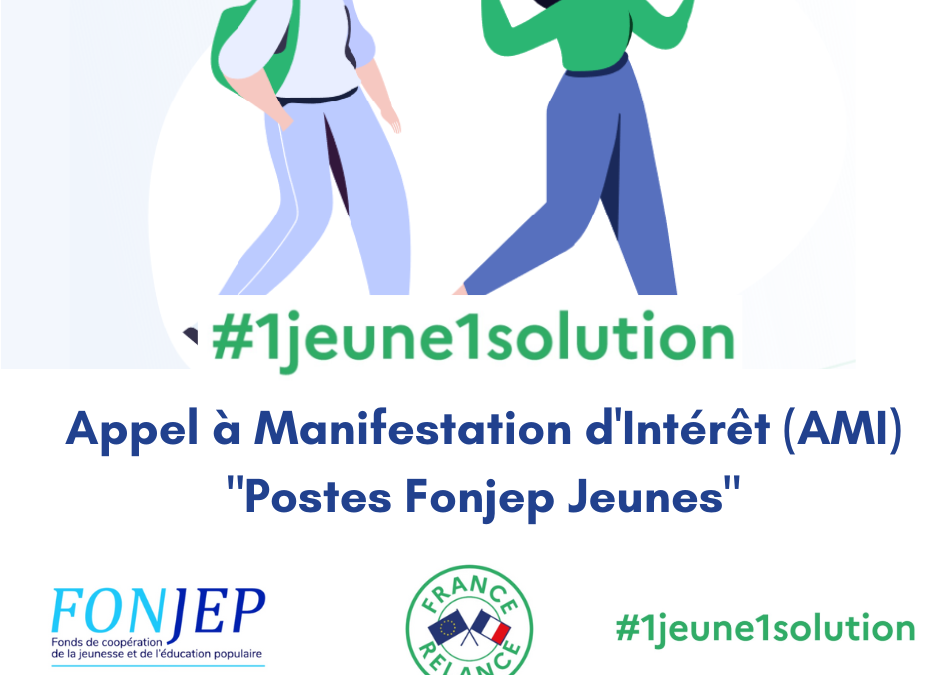 #1jeune1solution
Appel à Manifestation d'Intérêt (AMI)
"Postes Fonjep Jeunes"
FONJEP
Fonds de coopération
de la jeunesse et de l'éducation populaire
FRANCE
RELANCE
#1jeune1solution